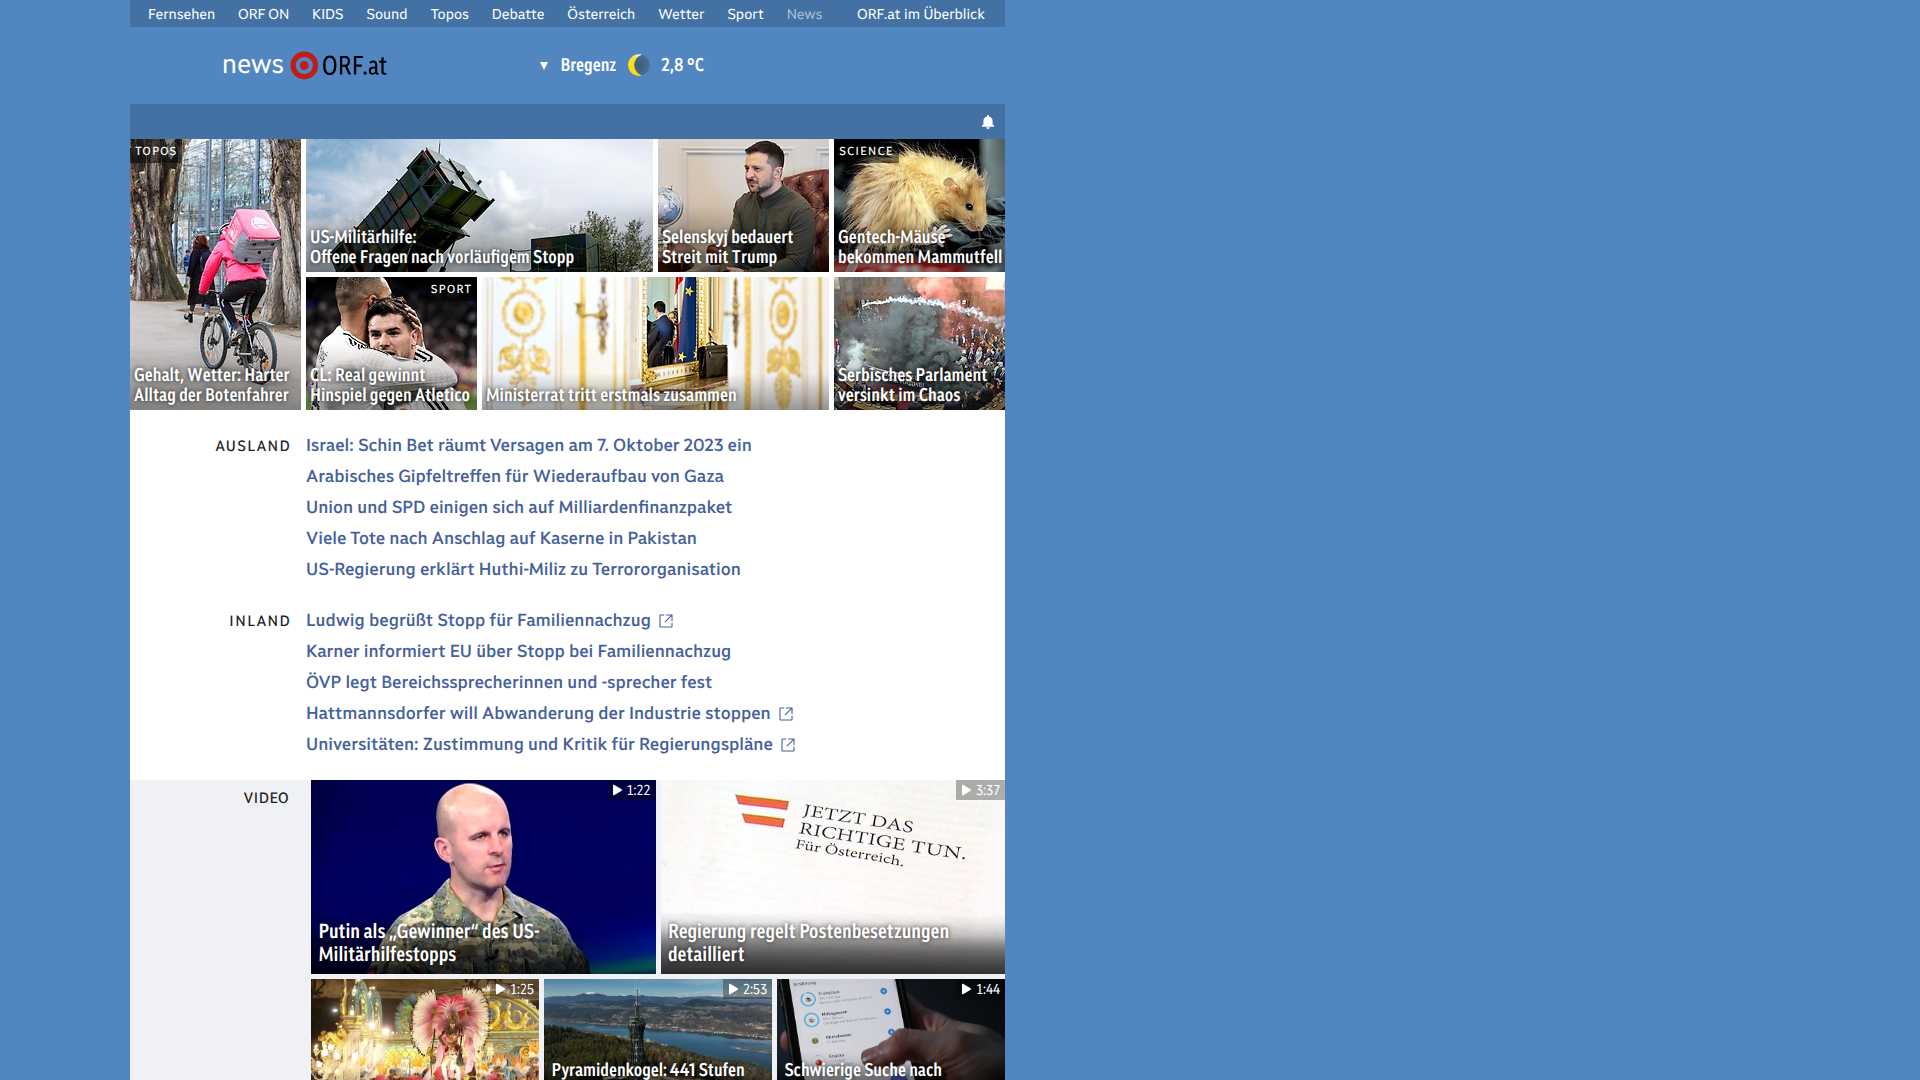 Fernsehen ORF ON KIDS Sound Topos Debatte Österreich Wetter Sport News ORF.at im Überblick
news ORF.at
Bregenz 2,8 °C
TOPOS
Gehalt, Wetter: Harter
Alltag der Botenfahrer
US-Militärhilfe:
Offene Fragen nach vorläufigem Stopp
Selenskyj bedauert
Streit mit Trump
SCIENCE
Gentech-Mäuse
bekommen Mammutfell
SPORT
CL: Real gewinnt
Hinspiel gegen Atletico
Ministerrat tritt erstmals zusammen
Serbisches Parlament
versinkt im Chaos
AUSLAND
Israel: Schin Bet räumt Versagen am 7. Oktober 2023 ein
Arabisches Gipfeltreffen für Wiederaufbau von Gaza
Union und SPD einigen sich auf Milliardenfinanzpaket
Viele Tote nach Anschlag auf Kaserne in Pakistan
US-Regierung erklärt Huthi-Miliz zu Terrororganisation
INLAND
Ludwig begrüßt Stopp für Familiennachzug
Karner informiert EU über Stopp bei Familiennachzug
ÖVP legt Bereichssprecherinnen und -sprecher fest
Hattmannsdorfer will Abwanderung der Industrie stoppen
Universitäten: Zustimmung und Kritik für Regierungspläne
VIDEO
1:22
Putin als „Gewinner“ des US-
Militärhilfestopps
3:37
JETZT DAS
RICHTIGE TUN.
Für Österreich.
Regierung regelt Postenbesetzungen
detailliert
1:25
2:53
Pyramidenkogel: 441 Stufen
1:44
Schwierige Suche nach